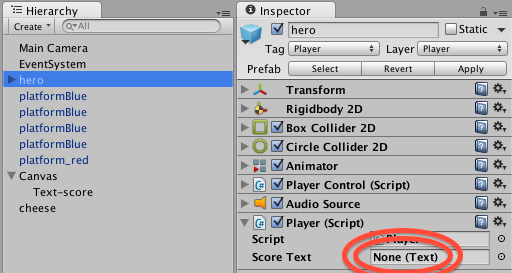 Hierarchy
Create
All
Main Camera
EventSystem
hero
platformBlue
platformBlue
platformBlue
platformBlue
platform_red
Canvas
Text-score
cheese
Inspector
hero
Static
Tag Player Layer Player
Prefab Select Revert Apply
Transform
Rigidbody 2D
Box Collider 2D
Circle Collider 2D
Animator
C# Player Control (Script)
Audio Source
C# Player (Script)
Script Player
Score Text None (Text)